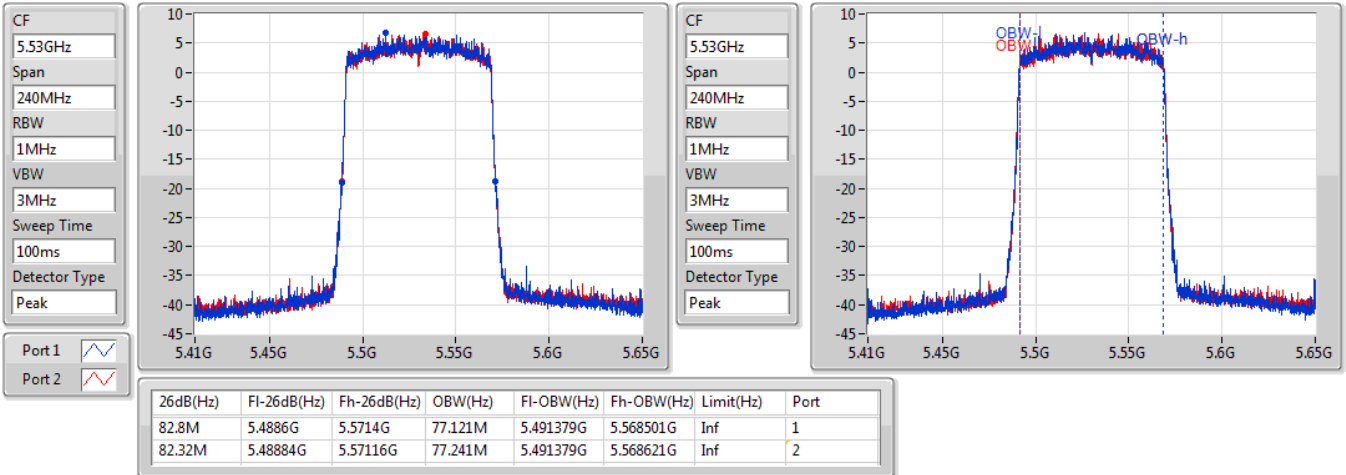 CF
5.53GHz
Span
240MHz
RBW
1MHz
VBW
3MHz
Sweep Time
100ms
Detector Type
Peak
Port 1
Port 2
10
5
0
-5
-10
-15
-20
-25
-30
-35
-40
-45
5.41G 5.45G 5.5G 5.55G 5.6G 5.65G
CF
5.53GHz
Span
240MHz
RBW
1MHz
VBW
3MHz
Sweep Time
100ms
Detector Type
Peak
10
5
0
-5
-10
-15
-20
-25
-30
-35
-40
-45
OBW-l
OBW-h
OBW
5.41G 5.45G 5.5G 5.55G 5.6G 5.65G
26dB(Hz) Fl-26dB(Hz) Fh-26dB(Hz) OBW(Hz) Fl-OBW(Hz) Fh-OBW(Hz) Limit(Hz) Port
82.8M 5.4886G 5.5714G 77.121M 5.491379G 5.568501G Inf 1
82.32M 5.48884G 5.57116G 77.241M 5.491379G 5.568621G Inf 2